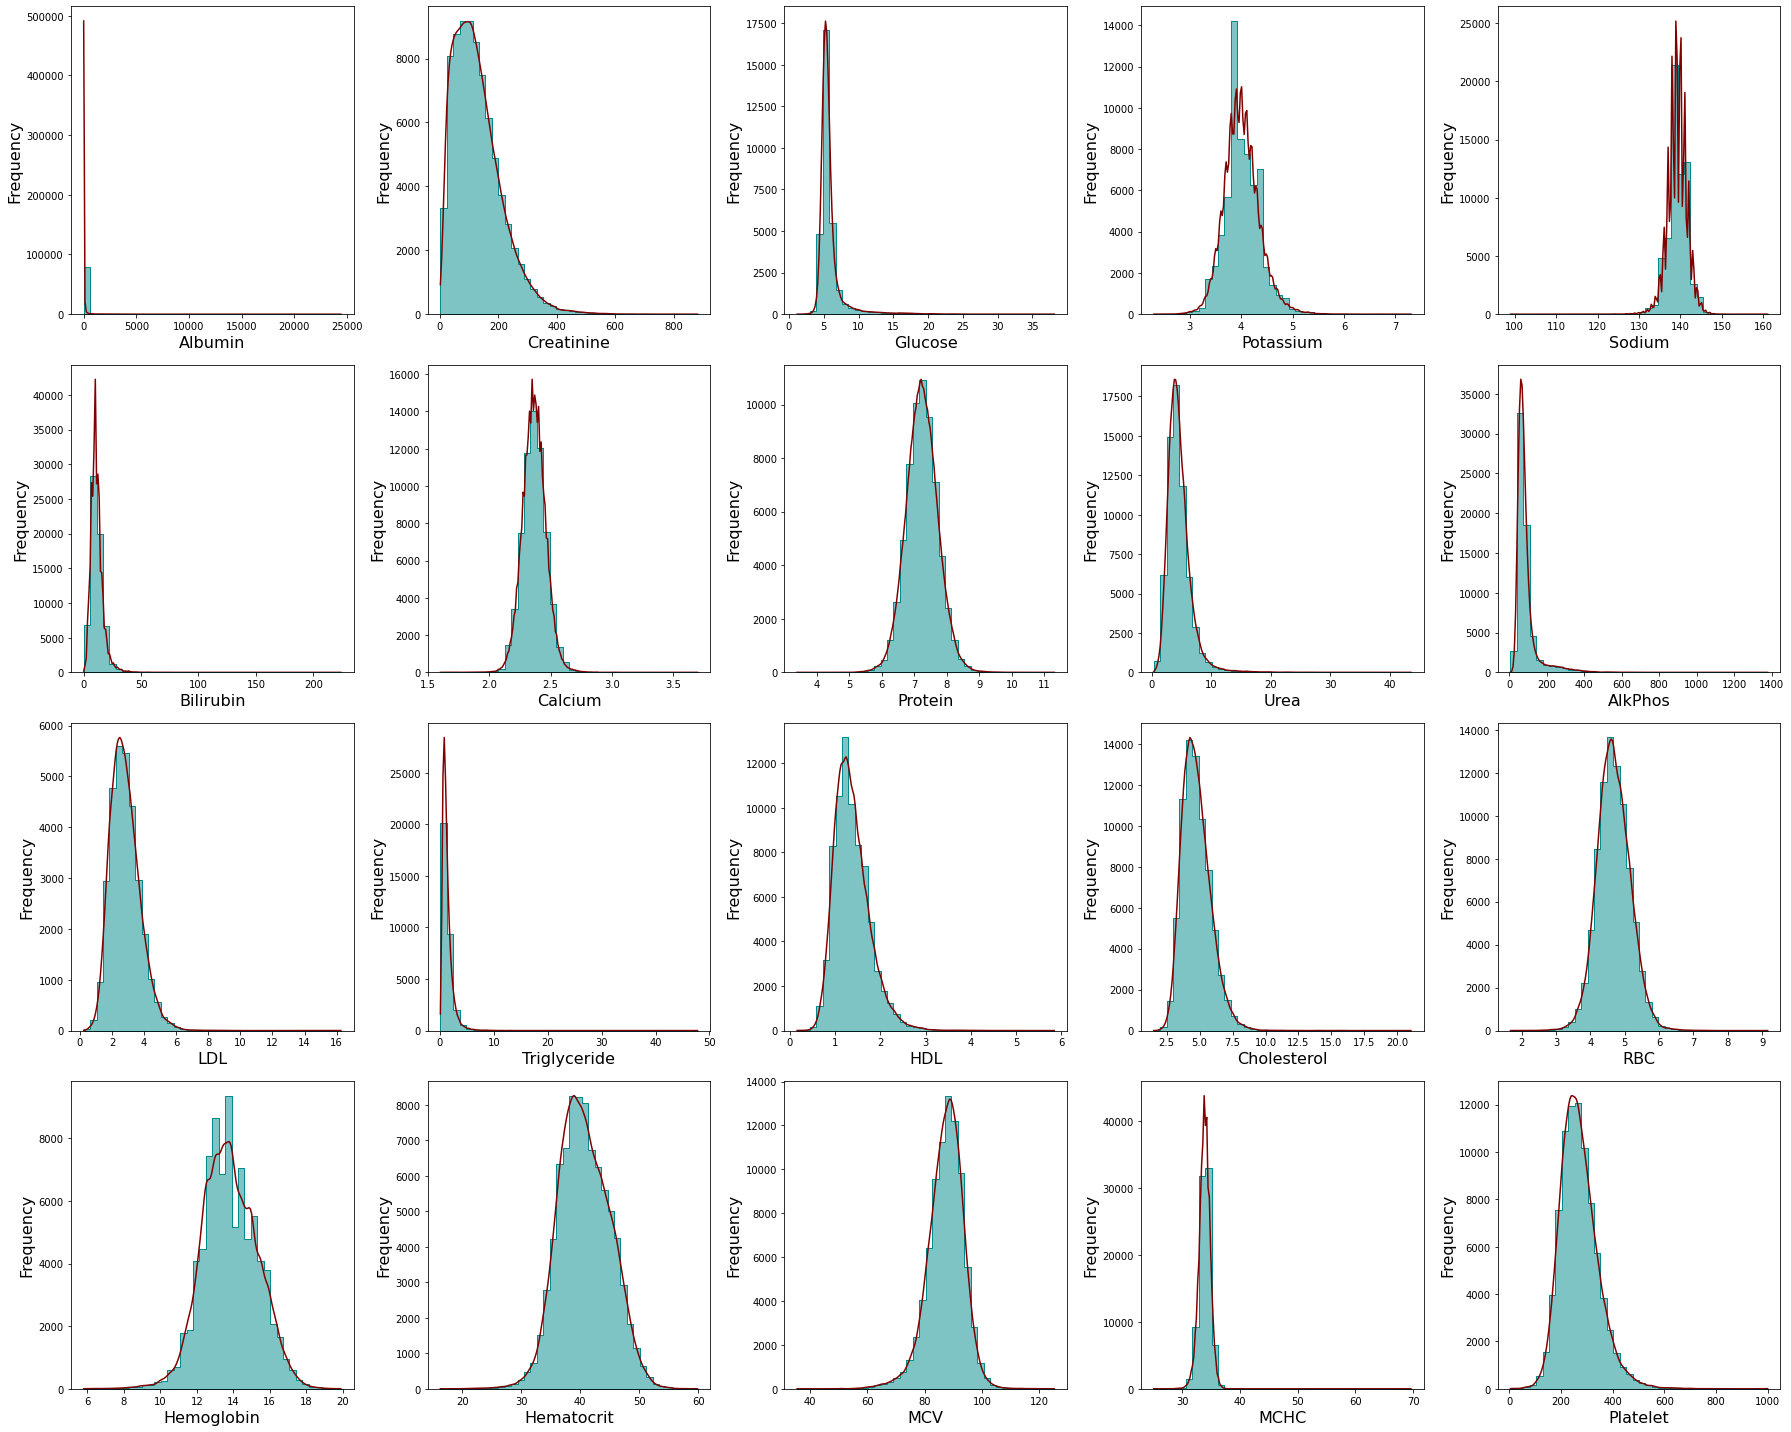 500000
400000
300000
200000
100000
0
Frequency
0 5000 10000 15000 20000 25000
Albumin
8000
6000
4000
2000
0
Frequency
0 200 400 600 800
Creatinine
17500
15000
12500
10000
7500
5000
2500
0
Frequency
0 5 10 15 20 25 30 35
Glucose
14000
12000
10000
8000
6000
4000
2000
0
Frequency
3 4 5 6 7
Potassium
25000
20000
15000
10000
5000
0
Frequency
100 110 120 130 140 150 160
Sodium
40000
35000
30000
25000
20000
15000
10000
5000
0
Frequency
0 50 100 150 200
Bilirubin
16000
14000
12000
10000
8000
6000
4000
2000
0
Frequency
1.5 2.0 2.5 3.0 3.5
Calcium
10000
8000
6000
4000
2000
0
Frequency
4 5 6 7 8 9 10 11
Protein
17500
15000
12500
10000
7500
5000
2500
0
Frequency
0 10 20 30 40
Urea
35000
30000
25000
20000
15000
10000
5000
0
Frequency
0 200 400 600 800 1000 1200 1400
AlkPhos
6000
5000
4000
3000
2000
1000
0
Frequency
0 2 4 6 8 10 12 14 16
LDL
25000
20000
15000
10000
5000
0
Frequency
0 10 20 30 40 50
Triglyceride
12000
10000
8000
6000
4000
2000
0
Frequency
0 1 2 3 4 5 6
HDL
14000
12000
10000
8000
6000
4000
2000
0
Frequency
2.5 5.0 7.5 10.0 12.5 15.0 17.5 20.0
Cholesterol
14000
12000
10000
8000
6000
4000
2000
0
Frequency
2 3 4 5 6 7 8 9
RBC
8000
6000
4000
2000
0
Frequency
6 8 10 12 14 16 18 20
Hemoglobin
8000
7000
6000
5000
4000
3000
2000
1000
0
Frequency
20 30 40 50 60
Hematocrit
14000
12000
10000
8000
6000
4000
2000
0
Frequency
40 60 80 100 120
MCV
40000
30000
20000
10000
0
Frequency
30 40 50 60 70
MCHC
12000
10000
8000
6000
4000
2000
0
Frequency
0 200 400 600 800 1000
Platelet